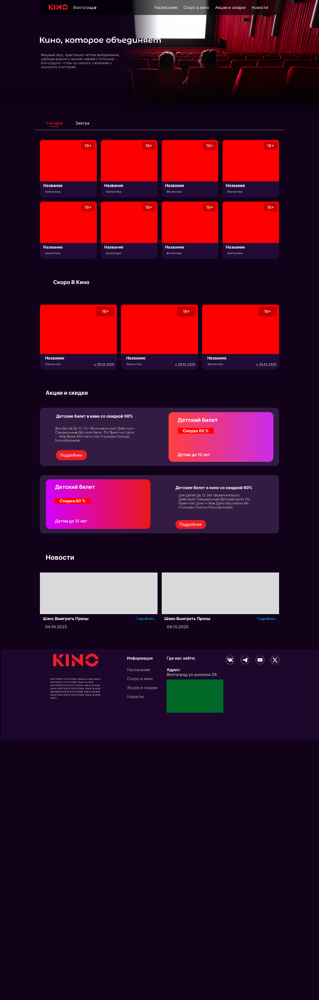 KINO
Волгоград
Расписание
Скоро в кино
Акции и скидки
Новости
Кино, которое объединяет
Мощный звук, кристально чёткое изображение,
удобные кресла и аромат свежего попкорна —
всё создано, чтобы вы забыли о времени и
окунулись в историю.
Сегодня
Завтра
16+
16+
16+
16+
Название
Название
Название
Название
Фантастика
Фантастика
Фантастика
Фантастика
16+
16+
16+
16+
Название
Название
Название
Название
Фантастика
Фантастика
Фантастика
Фантастика
Скоро В Кино
16+
16+
16+
Название
Название
Название
Фантастика
с 25.12.2025
Фантастика
с 25.12.2025
Фантастика
с 25.12.2025
Акции и скидки
Детские билет в кино со скидкой 60%
Для Детей До 12 Лет (Включительно) Действует
Специальный Детский Билет По Приятной Цене
— Или Даже Бесплатно На Утренние Сеансы
Мультфильмов.
Подробнее
Детский билет
Скидка 60 %
Детям до 12 лет
Детский билет
Скидка 60 %
Детям до 12 лет
Детские билет в кино со скидкой 60%
Для Детей До 12 Лет (Включительно)
Действует Специальный Детский Билет По
Приятной Цене — Или Даже Бесплатно На
Утренние Сеансы Мультфильмов.
Подробнее
Новости
Шанс Выиграть Призы
Подробнее...
04.10.2025
Шанс Выиграть Призы
Подробнее...
04.10.2025
KINO
Информация
Расписание
Скоро в кино
Акции и скидки
Новости
Где нас найти:
Адрес:
Волгоград ул.аооаооа 24